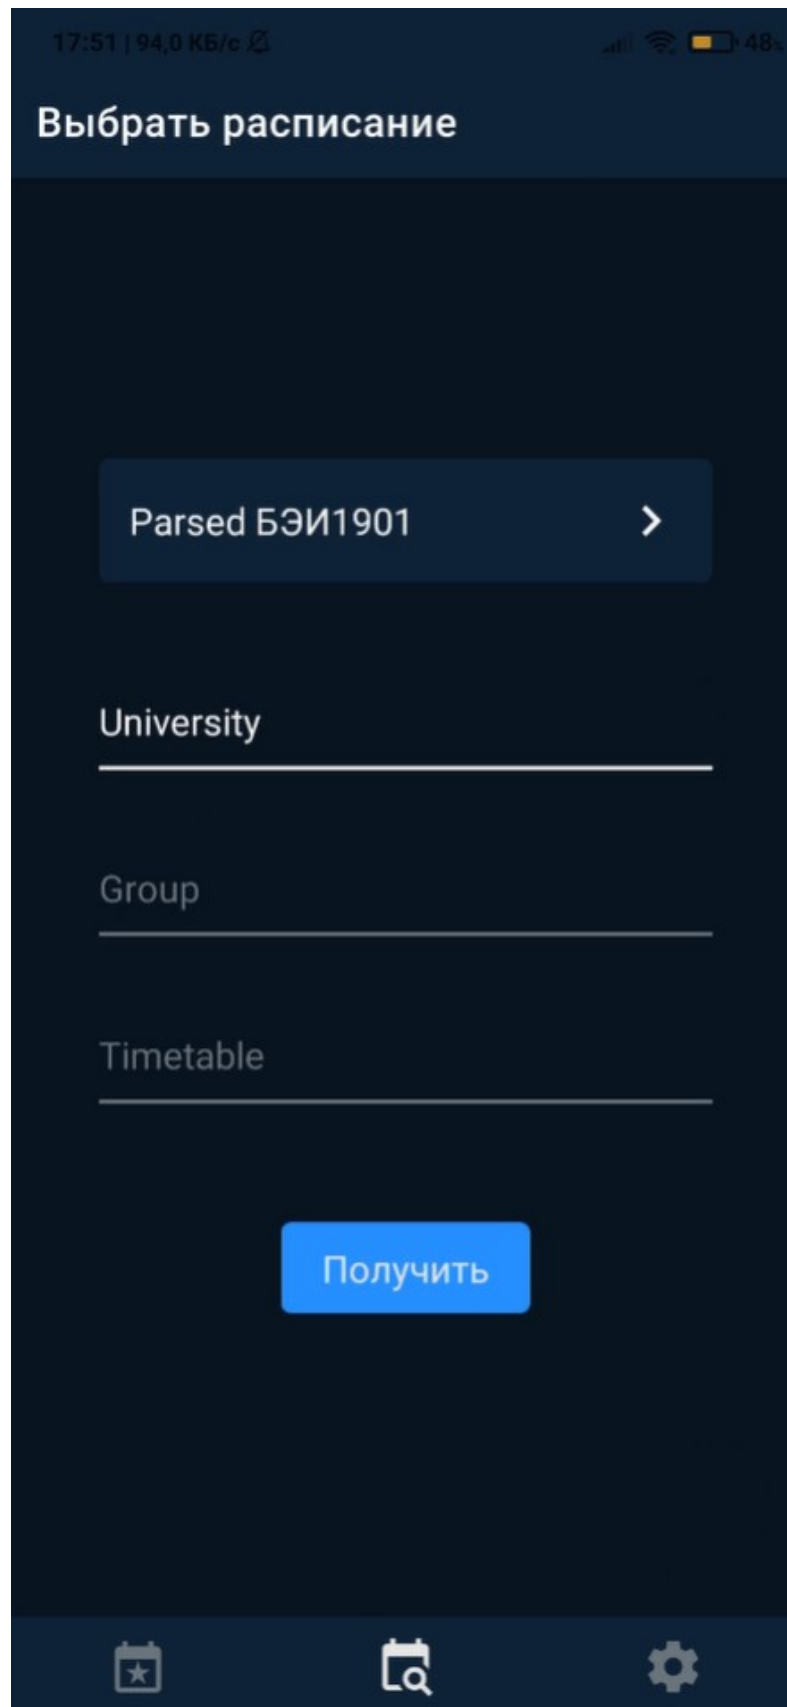 17:51 | 94,0 КБ/с
48%
Выбрать расписание
Parsed БЭИ1901
University
Group
Timetable
Получить